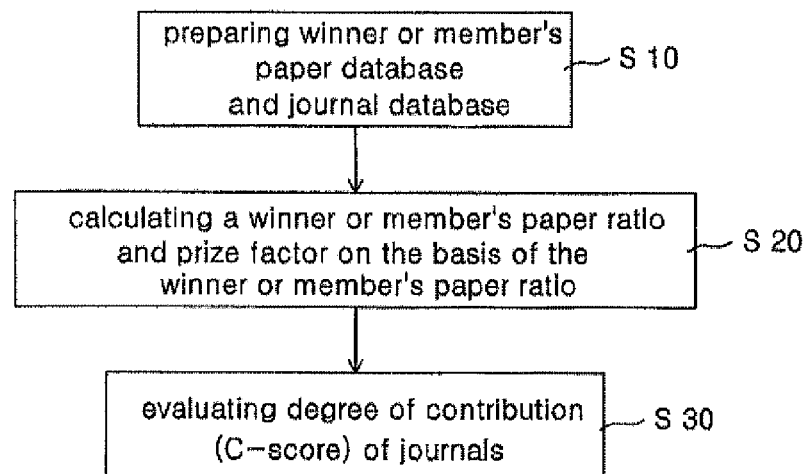 preparing winner or member's
paper database
and journal database
S 10
calculating a winner or member's paper ratio
and prize factor on the basis of the
winner or member's paper ratio
S 20
evaluating degree of contribution
(C-score) of journals
S 30